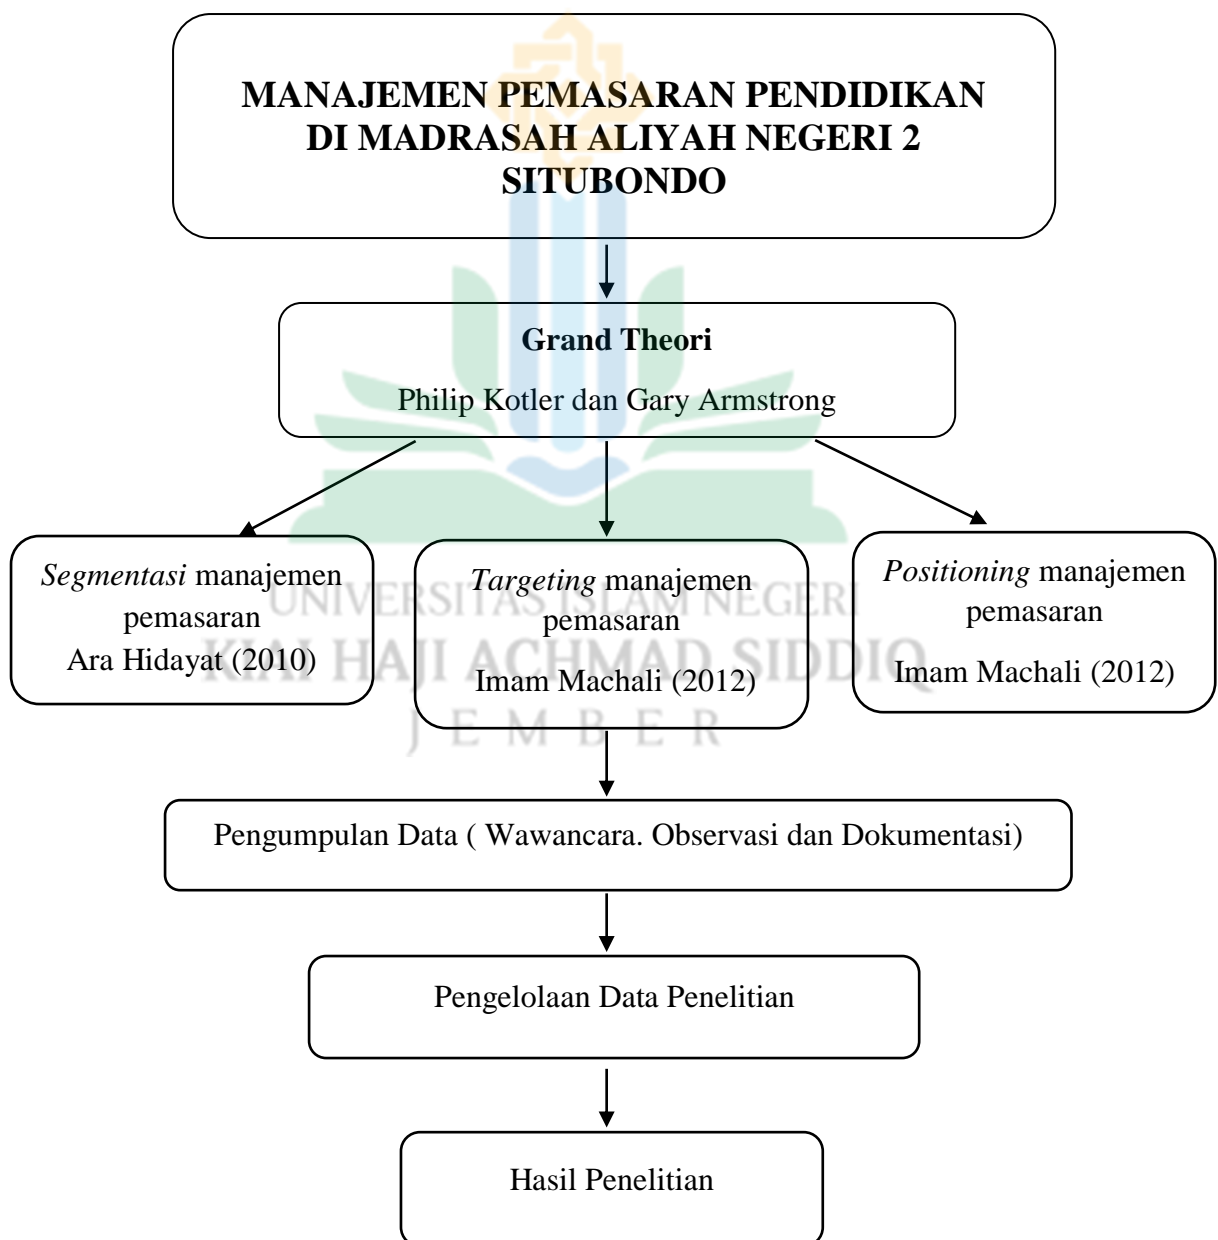 MANAJEMEN PEMASARAN PENDIDIKAN
DI MADRASAH ALIYAH NEGERI 2
SITUBONDO
Grand Theori
Philip Kotler dan Gary Armstrong
Segmentasi manajemen
pemasaran
Ara Hidayat (2010)
Targeting manajemen
pemasaran
Imam Machali (2012)
Positioning manajemen
pemasaran
Imam Machali (2012)
UNIVERSITAS ISLAM NEGERI
KIAI HAJI ACHMAD SIDDIQ
JEMBER
Pengumpulan Data ( Wawancara. Observasi dan Dokumentasi)
Pengelolaan Data Penelitian
Hasil Penelitian